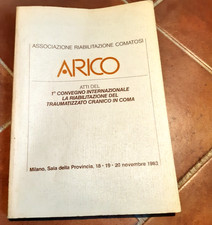 ASSOCIAZIONE RIABILITAZIONE COMATOSI
ARICO
ATTI DEL
1° CONVEGNO INTERNAZIONALE
LA RIABILITAZIONE DEL
TRAUMATIZZATO CRANICO IN COMA
Milano, Sala della Provincia, 18 - 19 - 20 novembre 1983